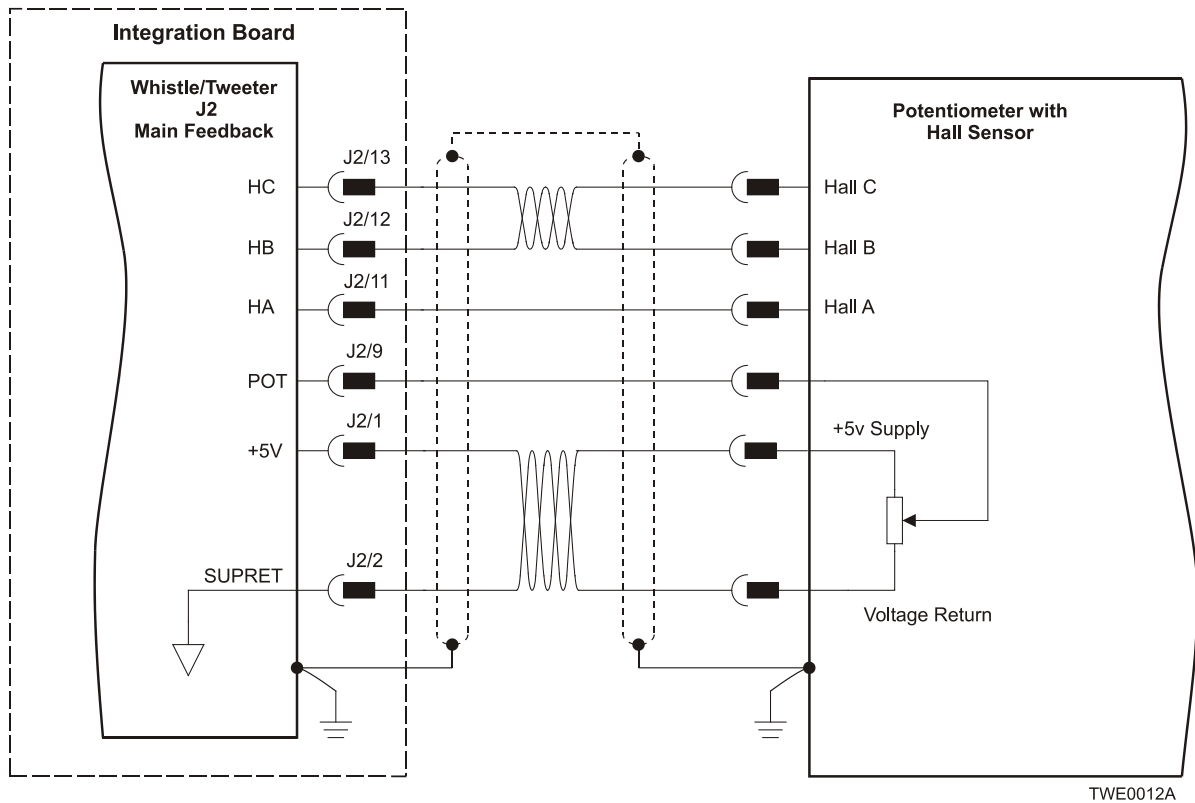 Integration Board
Whistle/Tweeter
J2
Main Feedback
Potentiometer with
Hall Sensor
HC
J2/13
Hall C
HB
J2/12
Hall B
HA
J2/11
Hall A
POT
J2/9
+5V
J2/1
+5v Supply
SUPRET
J2/2
Voltage Return
TWE0012A